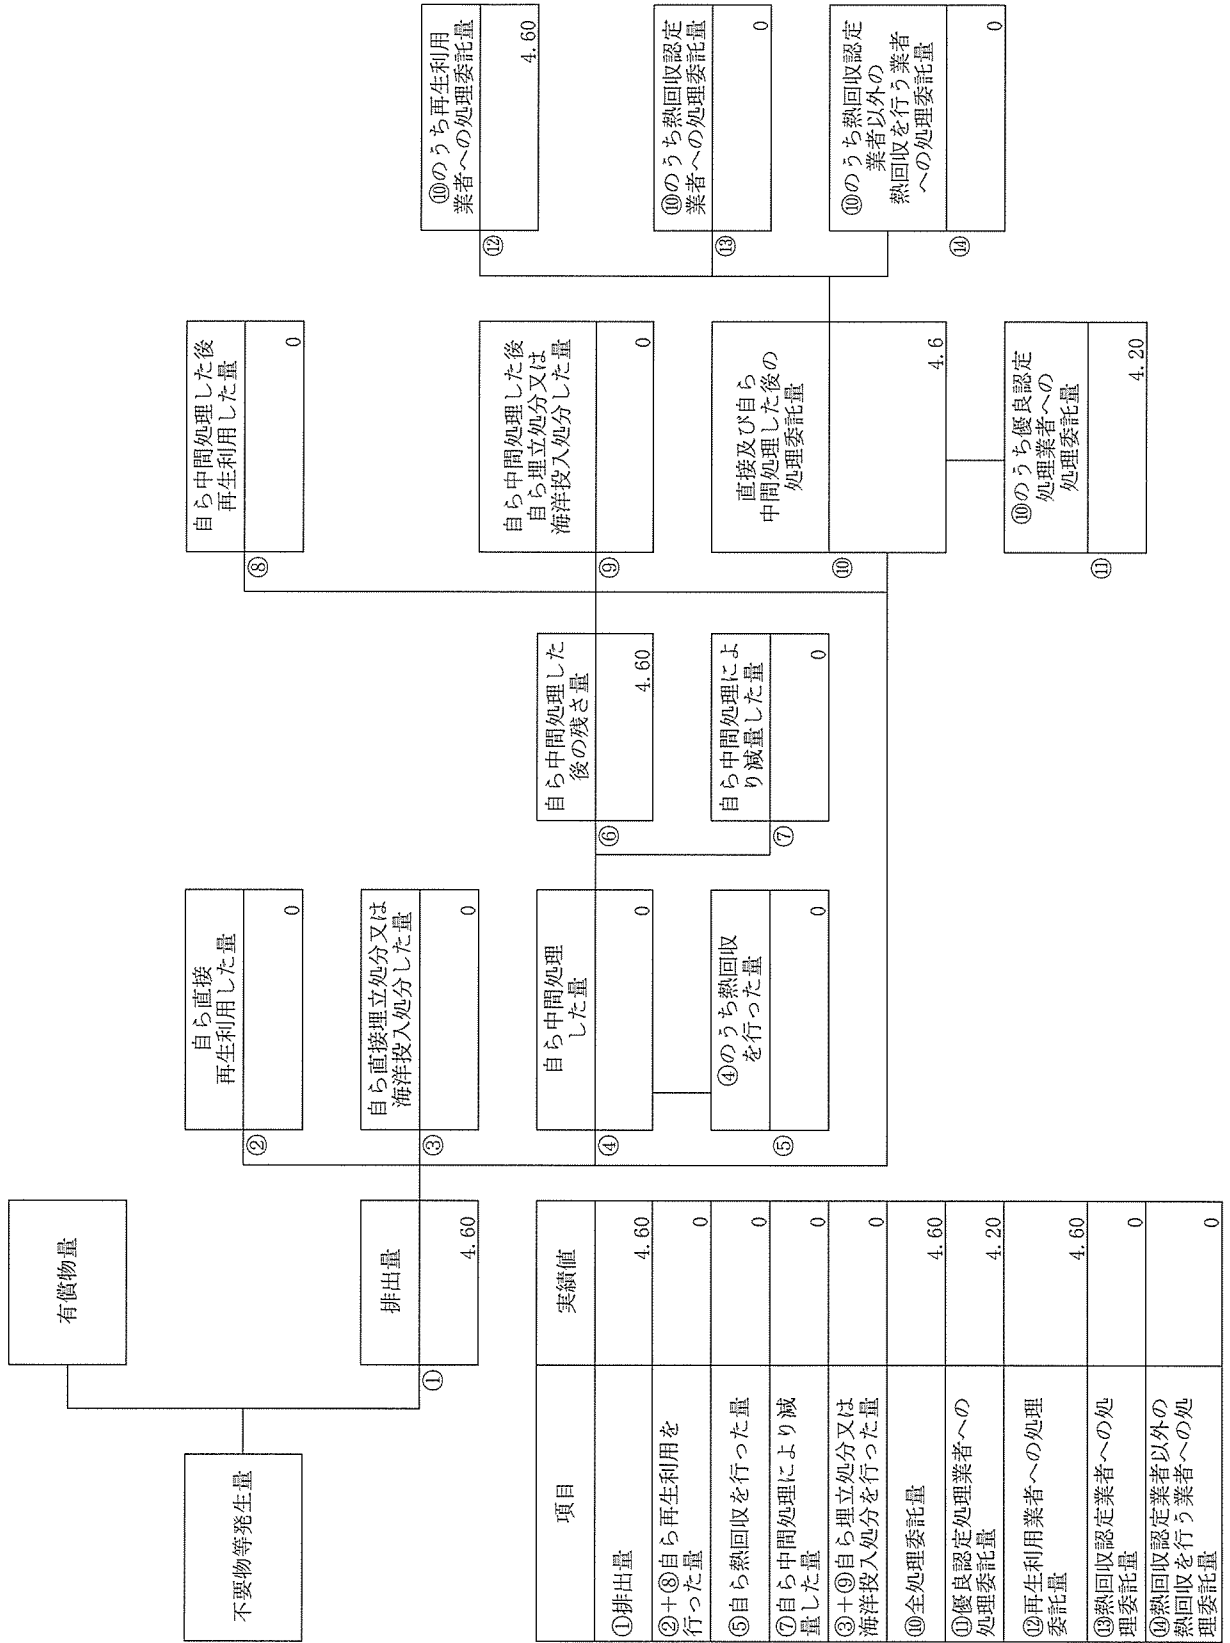 不要物等発生量
有償物量
排出量
①
4.60
自ら直接
再生利用した量
②
0
自ら直接埋立処分又は
海洋投入処分した量
③
0
自ら中間処理
した量
④
0
④のうち熱回収
を行った量
⑤
0
自ら中間処理した
後の残さ量
⑥
4.60
自ら中間処理によ
り減量した量
⑦
0
自ら中間処理した後
再生利用した量
⑧
0
自ら中間処理した後
自ら埋立処分又は
海洋投入処分した量
⑨
0
直接及び自ら
中間処理した後の
処理委託量
⑩
4.6
⑩のうち優良認定
処理業者への
処理委託量
⑪
4.20
⑩のうち再生利用
業者への処理委託量
⑫
4.60
⑩のうち熱回収認定
業者への処理委託量
⑬
0
⑩のうち熱回収認定
業者以外の
熱回収を行う業者
への処理委託量
⑭
0
項目 実績値
①排出量 4.60
②+⑧自ら再生利用を
行った量 0
⑤自ら熱回収を行った量 0
⑦自ら中間処理により減
量した量 0
③+⑨自ら埋立処分又は
海洋投入処分を行った量 0
⑩全処理委託量 4.60
⑪優良認定処理業者への
処理委託量 4.20
⑫再生利用業者への処理
委託量 4.60
⑬熱回収認定業者への処
理委託量 0
⑭熱回収認定業者以外の
熱回収を行う業者への処
理委託量 0